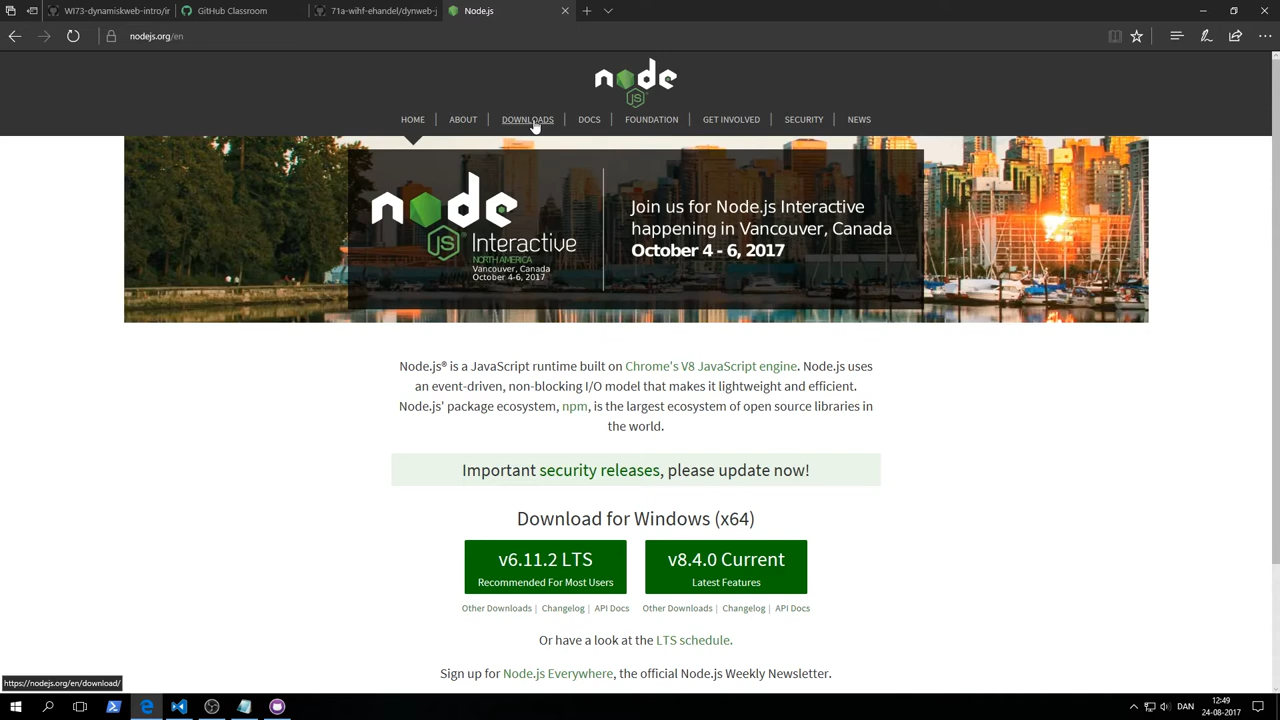 WI73-dynamiskweb-intro/ir
GitHub Classroom
71a-wihf-ehandel/dynweb-j
Node.js
nodejs.org/en
node
JS
HOME
ABOUT
DOWNLOADS
DOCS
FOUNDATION
GET INVOLVED
SECURITY
NEWS
node
JS Interactive
NORTH AMERICA
Vancouver, Canada
October 4-6, 2017
Join us for Node.js Interactive
happening in Vancouver, Canada
October 4 - 6, 2017
Node.js® is a JavaScript runtime built on Chrome's V8 JavaScript engine. Node.js uses
an event-driven, non-blocking I/O model that makes it lightweight and efficient.
Node.js' package ecosystem, npm, is the largest ecosystem of open source libraries in
the world.
Important security releases, please update now!
Download for Windows (x64)
v6.11.2 LTS
Recommended For Most Users
v8.4.0 Current
Latest Features
Other Downloads | Changelog | API Docs
Other Downloads | Changelog | API Docs
Or have a look at the LTS schedule.
Sign up for Node.js Everywhere, the official Node.js Weekly Newsletter.
https://nodejs.org/en/download/
DAN
12:49
24-08-2017